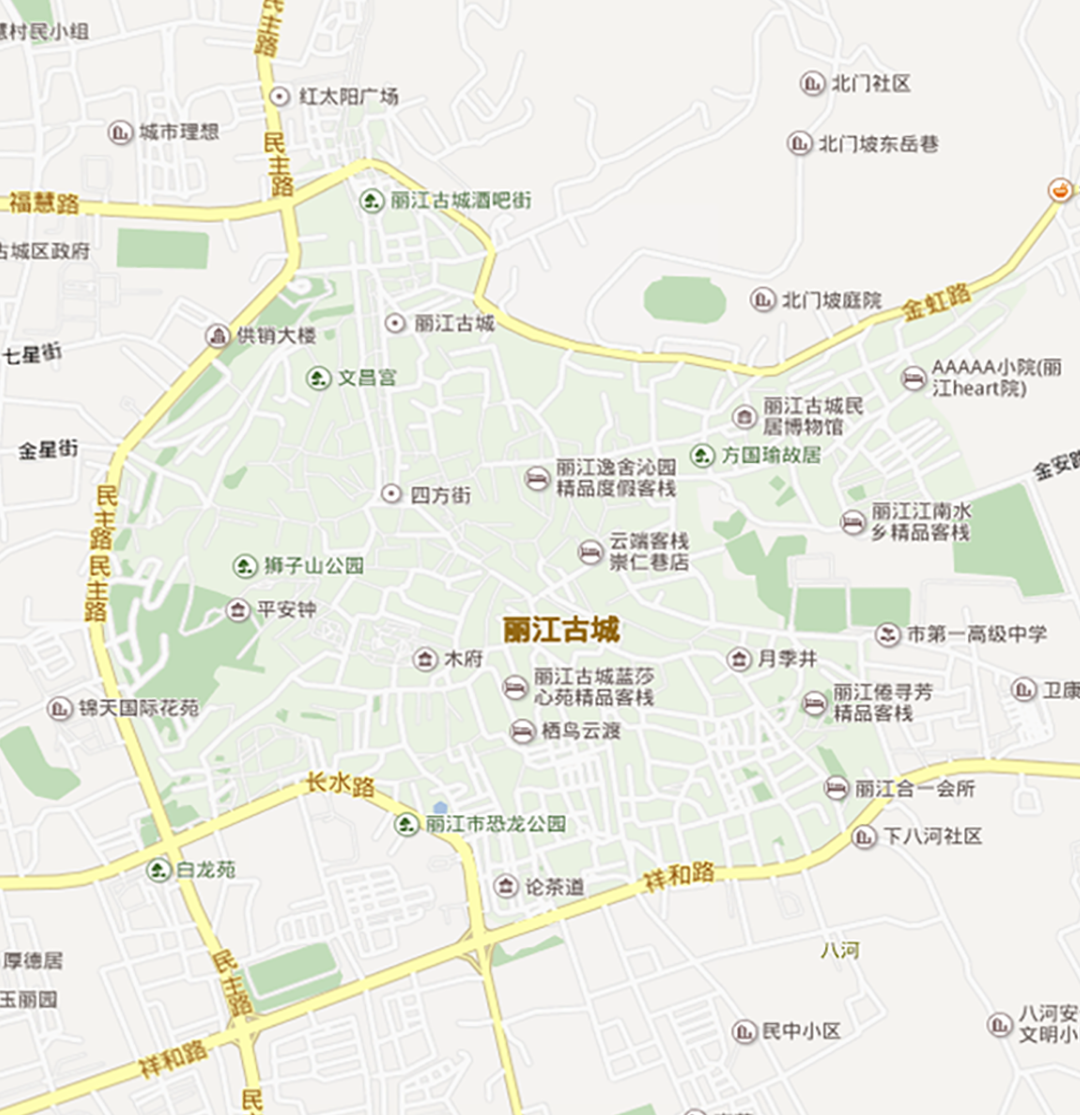 慧村民小组
民主路
红太阳广场
北门社区
城市理想
民主路
北门坡东岳巷
福慧路
丽江古城酒吧街
古城区政府
北门坡庭院
金虹路
供销大楼
丽江古城
七星街
文昌宫
AAAAA小院(丽
江heart院)
丽江古城民
居博物馆
金星街
方国瑜故居
金安路
丽江逸舍沁园
精品度假客栈
四方街
民主路
丽江江南水
乡精品客栈
云端客栈
崇仁巷店
狮子山公园
民主路
平安钟
丽江古城
市第一高级中学
木府
月季井
丽江古城蓝莎
心苑精品客栈
丽江倦寻芳
精品客栈
卫康
锦天国际花苑
栖鸟云渡
长水路
丽江合一会所
丽江市恐龙公园
下八河社区
白龙苑
祥和路
论茶道
八河
厚德居
民主路
玉丽园
八河安
文明小
民中小区
祥和路
民